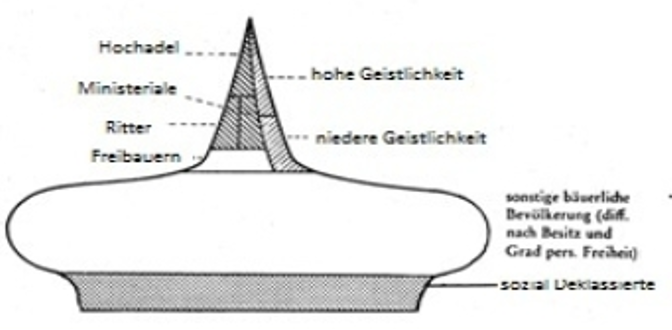 Hochadel
hohe Geistlichkeit
Ministeriale
Ritter
niedere Geistlichkeit
Freibauern
sonstige bäuerliche
Bevölkerung (diff.
nach Besitz und
Grad pers. Freiheit)
sozial Deklassierte